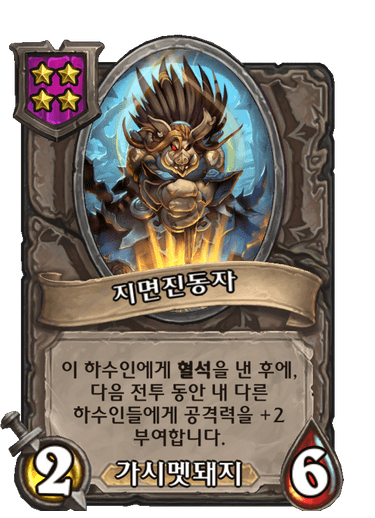 지면진동자
이 하수인에게 혈석을 낸 후에,
다음 전투 동안 내 다른
하수인들에게 공격력을 +2
부여합니다.
2
가시멧돼지
6